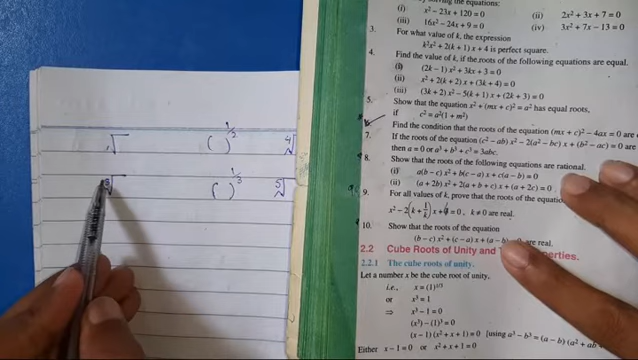 √ ( )^1/2 4√
3√ ( )^1/3 5√
(i) x² − 23x + 120 = 0 (ii) 2x² + 3x + 7 = 0
(iii) 16x² − 24x + 9 = 0 (iv) 3x² + 7x − 13 = 0
3. For what value of k, the expression
k²x² + 2(k + 1) x + 4 is perfect square.
4. Find the value of k, if the roots of the following equations are equal.
(i) (2k − 1) x² + 3kx + 3 = 0
(ii) x² + 2(k + 2) x + (3k + 4) = 0
(iii) (3k + 2) x² − 5(k + 1) x + (2k + 3) = 0
5. Show that the equation x² + (mx + c)² = a² has equal roots,
if c² = a²(1 + m²)
Find the condition that the roots of the equation (mx + c)² − 4ax = 0 are
7. If the roots of the equation (c² − ab) x² − 2(a² − bc) x + (b² − ac) = 0 are
then a = 0 or a³ + b³ + c³ = 3abc.
8. Show that the roots of the following equations are rational.
(i) a(b − c) x² + b(c − a) x + c(a − b) = 0
(ii) (a + 2b) x² + 2(a + b + c) x + (a + 2c) = 0
9. For all values of k, prove that the roots of the equation
x² − 2(k + 1/k) x + = 0, k ≠ 0 are real.
10. Show that the roots of the equation
(b − c) x² + (c − a) x + (a − b) = 0 are real.
2.2 Cube Roots of Unity and
2.2.1 The cube roots of unity.
Let a number x be the cube root of unity,
i.e., x = (1)^1/3
or x³ = 1
⇒ x³ − 1 = 0
(x)³ − (1)³ = 0
(x − 1) (x² + x + 1) = 0 [using a³ − b³ = (a − b) (a² + ab
Either x − 1 = 0 or x² + x + 1 = 0